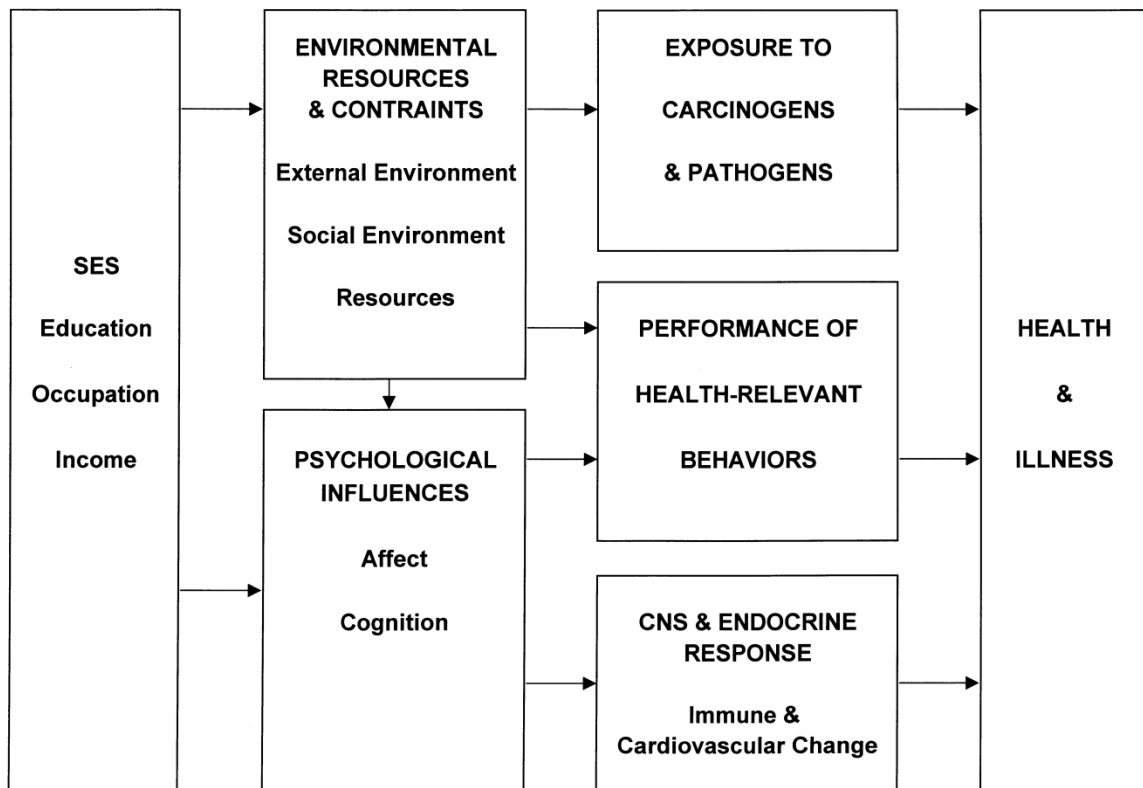 SES
Education
Occupation
Income
ENVIRONMENTAL
RESOURCES
& CONTRAINTS
External Environment
Social Environment
Resources
PSYCHOLOGICAL
INFLUENCES
Affect
Cognition
EXPOSURE TO
CARCINOGENS
& PATHOGENS
PERFORMANCE OF
HEALTH-RELEVANT
BEHAVIORS
CNS & ENDOCRINE
RESPONSE
Immune &
Cardiovascular Change
HEALTH
&
ILLNESS